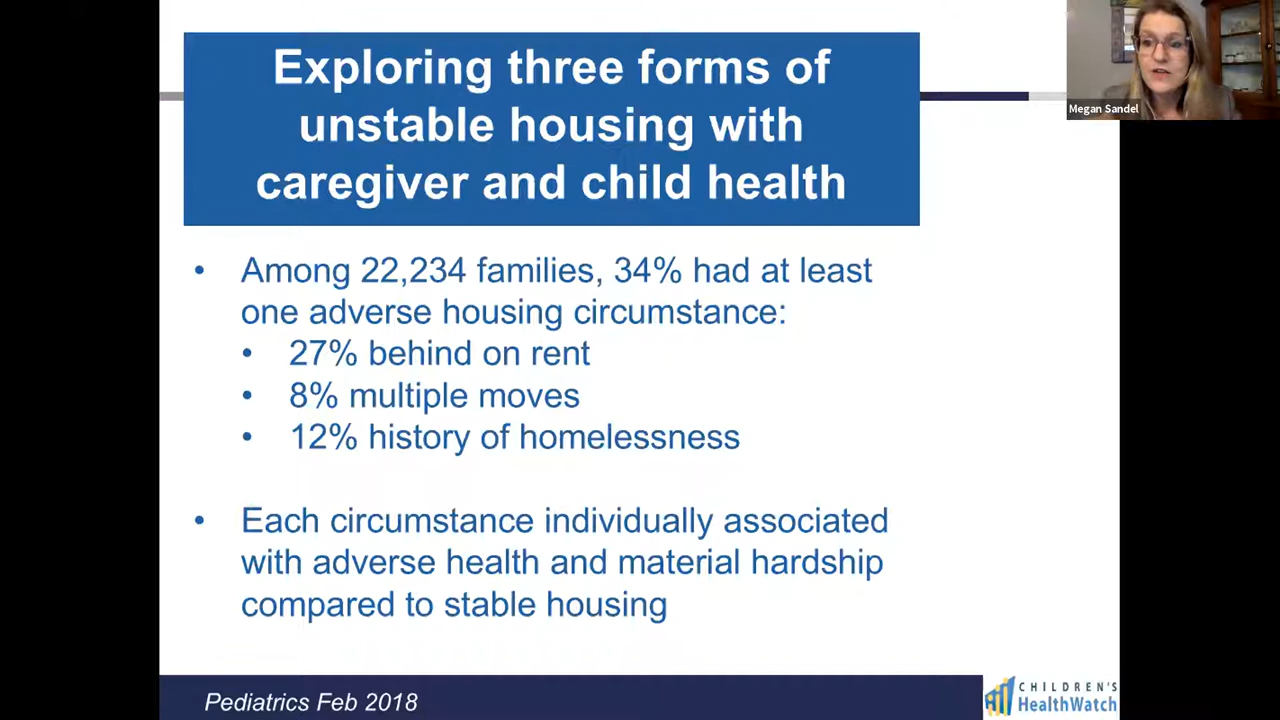 Exploring three forms of
unstable housing with
caregiver and child health
Megan Sandel
• Among 22,234 families, 34% had at least
one adverse housing circumstance:
• 27% behind on rent
• 8% multiple moves
• 12% history of homelessness
• Each circumstance individually associated
with adverse health and material hardship
compared to stable housing
Pediatrics Feb 2018
CHILDREN'S
HealthWatch